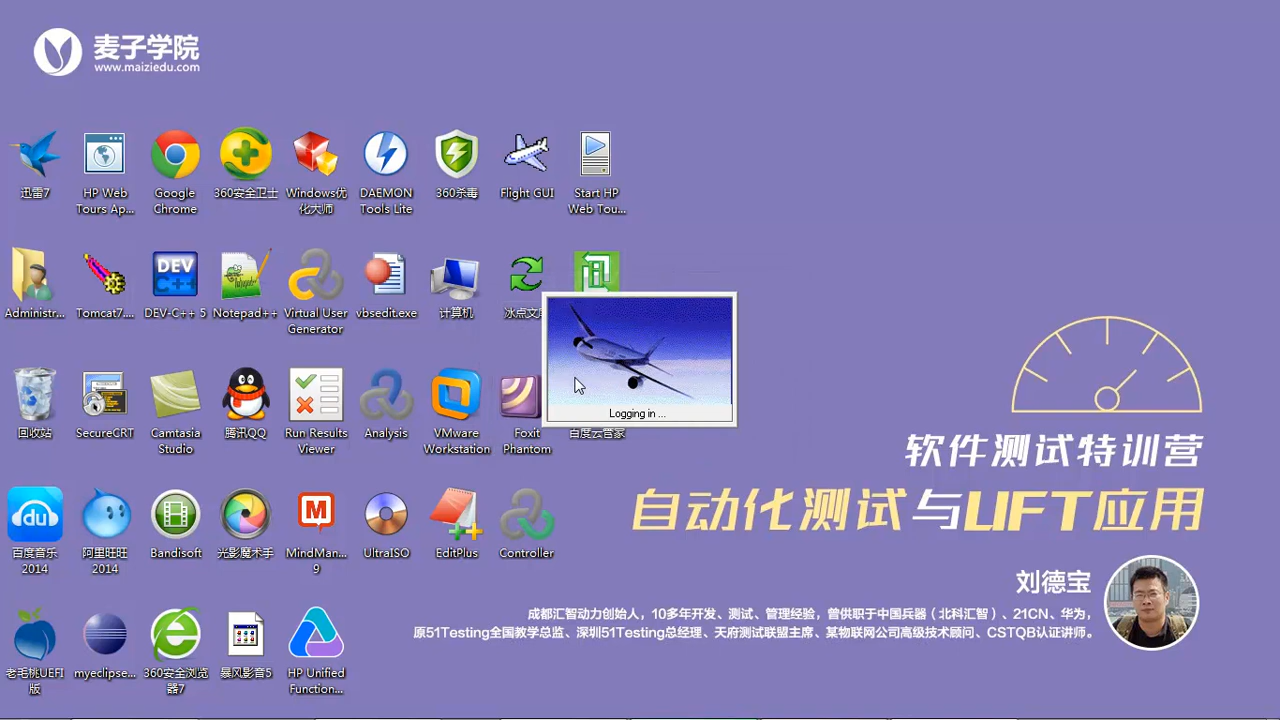 麦子学院
www.maiziedu.com
迅雷7
HP Web
Tours Ap...
Google
Chrome
360安全卫士
Windows优
化大师
DAEMON
Tools Lite
360杀毒
Flight GUI
Start HP
Web Tou...
Administr...
Tomcat7....
DEV
C++
DEV-C++ 5
Notepad++
Virtual User
Generator
vbsedit.exe
计算机
冰点文
Logging in ...
回收站
SecureCRT
Camtasia
Studio
腾讯QQ
Run Results
Viewer
Analysis
VMware
Workstation
Foxit
Phantom
百度云管家
du
百度音乐
2014
阿里旺旺
2014
Bandisoft
光影魔术手
M
MindMan...
9
UltraISO
EditPlus
Controller
老毛桃UEFI
版
myeclipse...
360安全浏览
器7
暴风影音5
HP Unified
Function...
软件测试特训营
自动化测试与UFT应用
刘德宝
成都汇智动力创始人，10多年开发、测试、管理经验，曾供职于中国兵器（北科汇智）、21CN、华为，
原51Testing全国教学总监、深圳51Testing总经理、天府测试联盟主席、某物联网公司高级技术顾问、CSTQB认证讲师。